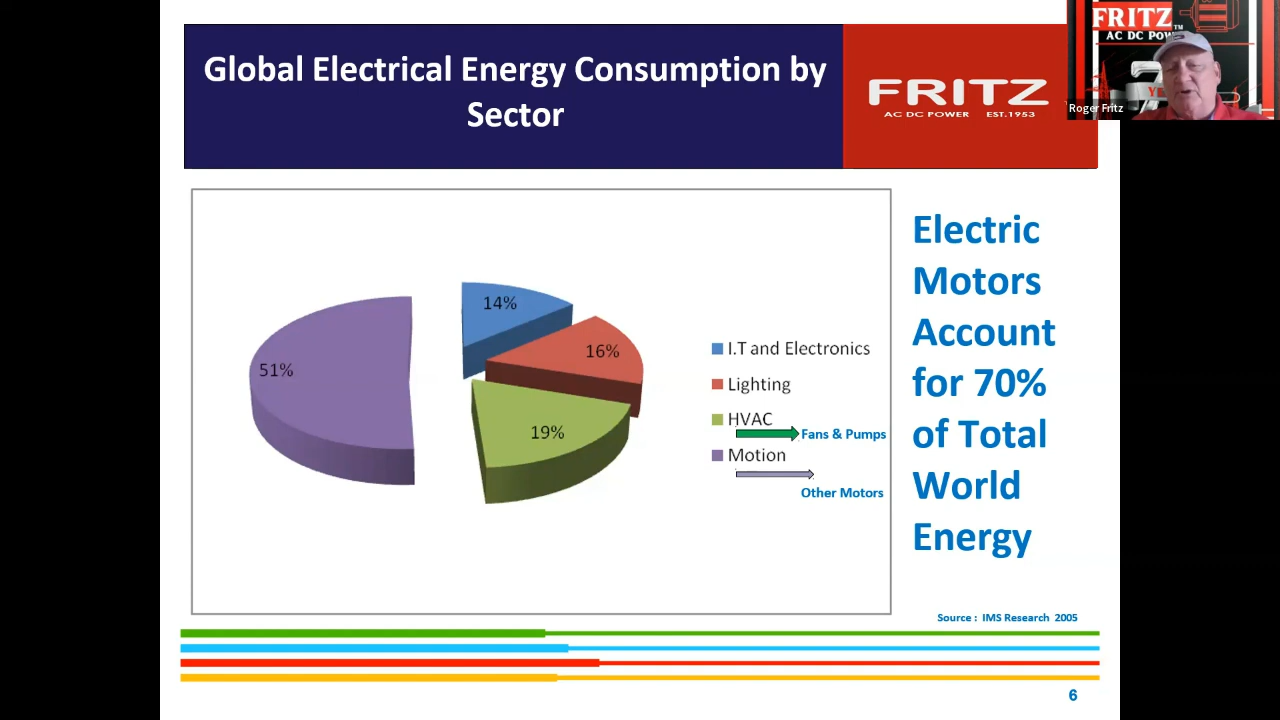 Global Electrical Energy Consumption by
Sector
FRITZ
AC DC POWER EST.1953
FRITZ™
AC DC POW
Roger Fritz
14%
16%
51%
19%
I.T and Electronics
Lighting
HVAC
Fans & Pumps
Motion
Other Motors
Electric
Motors
Account
for 70%
of Total
World
Energy
Source : IMS Research 2005
6